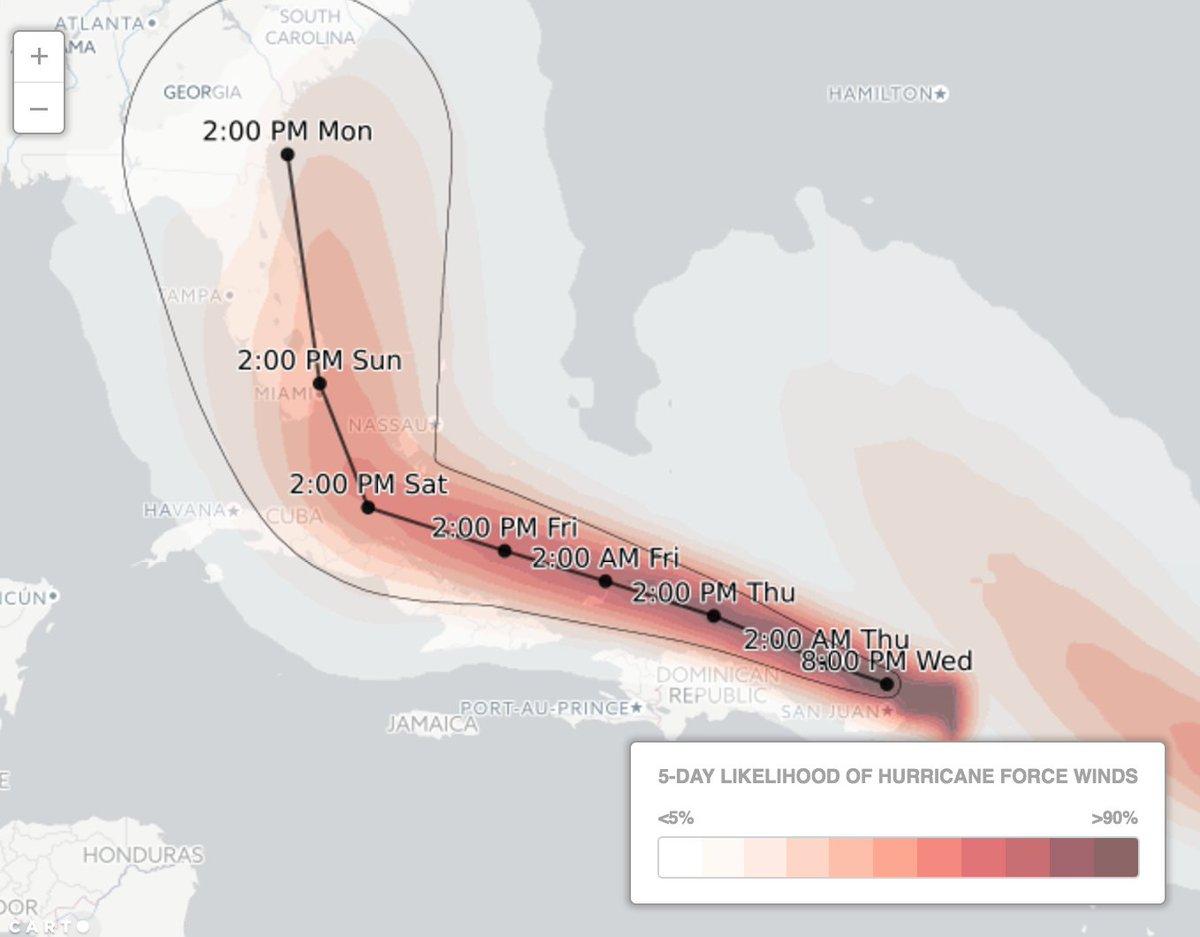 ATLANTA
SOUTH
CAROLINA
AMA
+
−
GEORGIA
HAMILTON
2:00 PM Mon
TAMPA
2:00 PM Sun
MIAMI
NASSAU
2:00 PM Sat
HAVANA
CUBA
2:00 PM Fri
2:00 AM Fri
NCÚN
2:00 PM Thu
2:00 AM Thu
8:00 PM Wed
DOMINICAN
REPUBLIC
PORT-AU-PRINCE
SAN JUAN
JAMAICA
5-DAY LIKELIHOOD OF HURRICANE FORCE WINDS
<5%
>90%
E
HONDURAS
DOR
CARTO